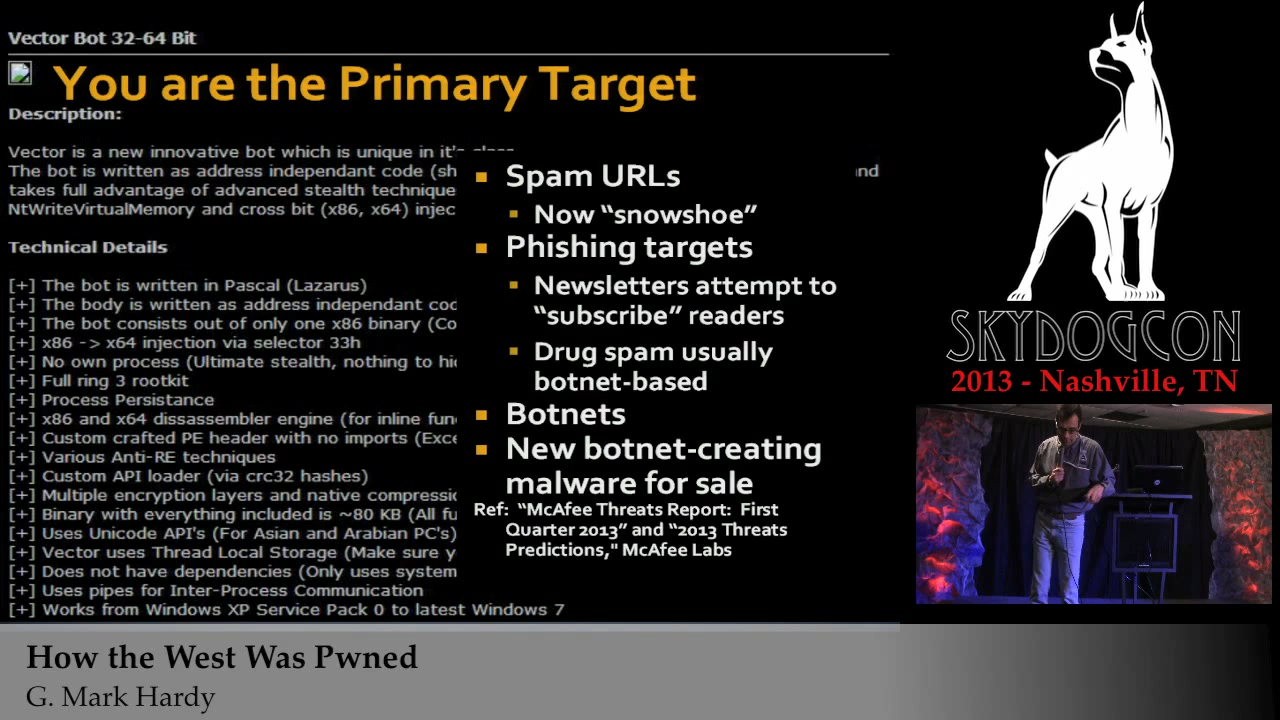 Vector Bot 32-64 Bit
You are the Primary Target
Description:
Vector is a new innovative bot which is unique in it's
The bot is written as address independant code (sh
and
takes full advantage of advanced stealth technique
NtWriteVirtualMemory and cross bit (x86, x64) injec
Technical Details
[+] The bot is written in Pascal (Lazarus)
[+] The body is written as address independant cod
[+] The bot consists out of only one x86 binary (Co
[+] x86 -> x64 injection via selector 33h
[+] No own process (Ultimate stealth, nothing to hid
[+] Full ring 3 rootkit
[+] Process Persistance
[+] x86 and x64 dissassembler engine (for inline fun
[+] Custom crafted PE header with no imports (Exce
[+] Various Anti-RE techniques
[+] Custom API loader (via crc32 hashes)
[+] Multiple encryption layers and native compressio
[+] Binary with everything included is ~80 KB (All fu
[+] Uses Unicode API's (For Asian and Arabian PC's)
[+] Vector uses Thread Local Storage (Make sure y
[+] Does not have dependencies (Only uses system
[+] Uses pipes for Inter-Process Communication
[+] Works from Windows XP Service Pack 0 to latest Windows 7
Spam URLs
Now “snowshoe”
Phishing targets
Newsletters attempt to
“subscribe” readers
Drug spam usually
botnet-based
Botnets
New botnet-creating
malware for sale
Ref: “McAfee Threats Report: First
Quarter 2013” and “2013 Threats
Predictions," McAfee Labs
SKYDOGCON
2013 - Nashville, TN
How the West Was Pwned
G. Mark Hardy